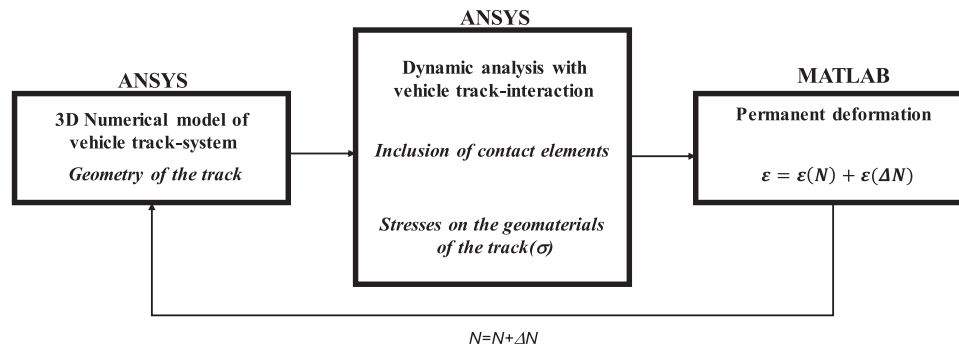 ANSYS
3D Numerical model of
vehicle track-system
Geometry of the track
ANSYS
Dynamic analysis with
vehicle track-interaction
Inclusion of contact elements
Stresses on the geomaterials
of the track(σ)
MATLAB
Permanent deformation
ε = ε(N) + ε(ΔN)
N=N+ΔN